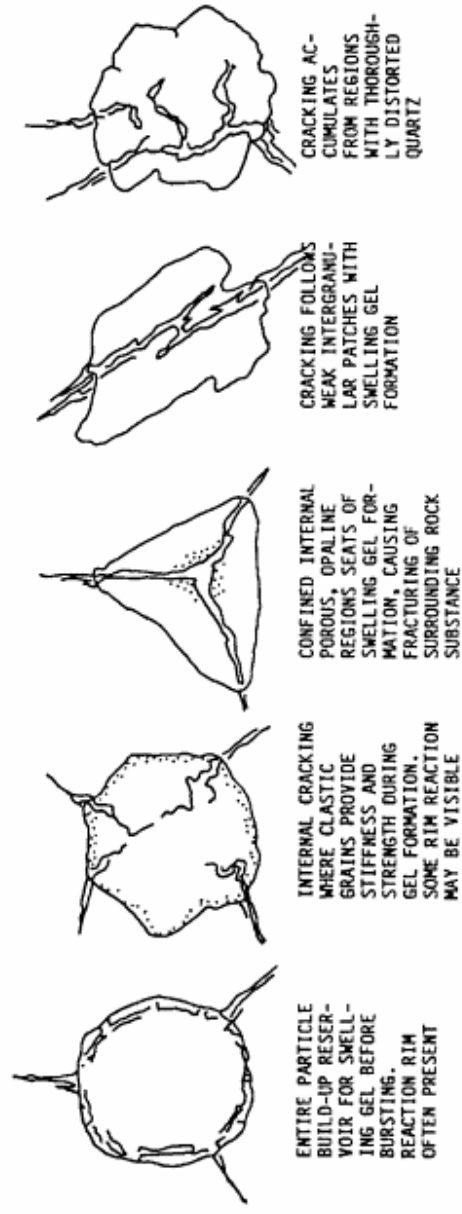 ENTIRE PARTICLE
BUILD-UP RESER-
VOIR FOR SWELL-
ING GEL BEFORE
BURSTING.
REACTION RIM
OFTEN PRESENT
INTERNAL CRACKING
WHERE CLASTIC
GRAINS PROVIDE
STIFFNESS AND
STRENGTH DURING
GEL FORMATION.
SOME RIM REACTION
MAY BE VISIBLE
CONFINED INTERNAL
POROUS, OPALINE
REGIONS SEATS OF
SWELLING GEL FOR-
MATION, CAUSING
FRACTURING OF
SURROUNDING ROCK
SUBSTANCE
CRACKING FOLLOWS
WEAK INTERGRANU-
LAR PATCHES WITH
SWELLING GEL
FORMATION
CRACKING AC-
CUMULATES
FROM REGIONS
WITH THOROUGH-
LY DISTORTED
QUARTZ